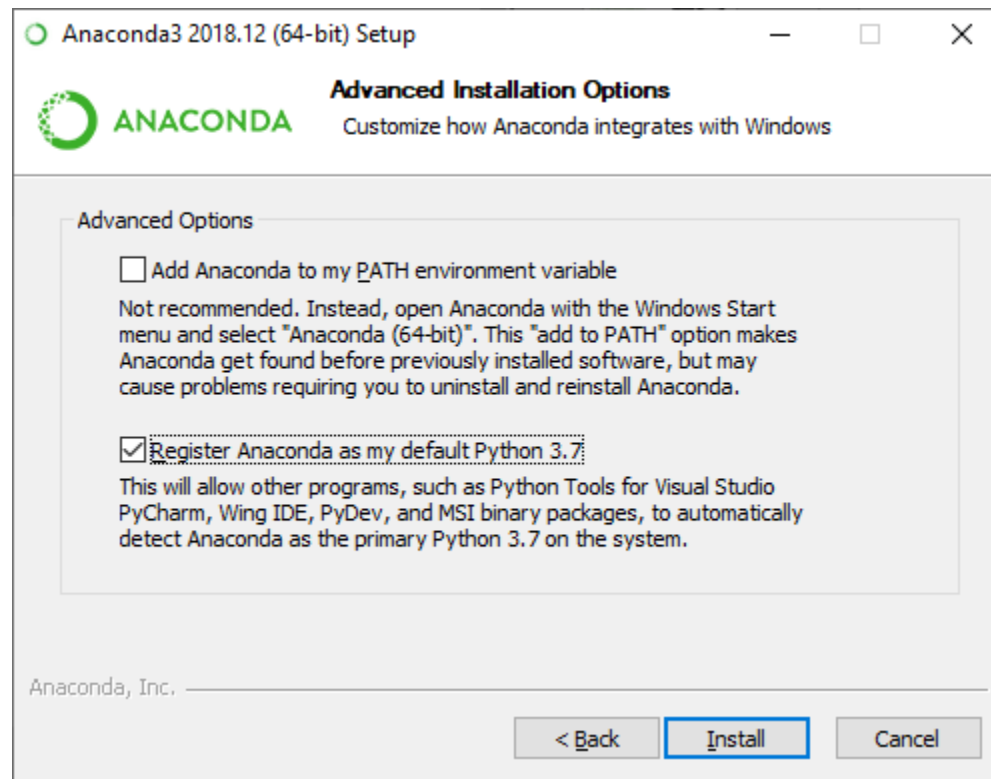 Anaconda3 2018.12 (64-bit) Setup
ANACONDA
Advanced Installation Options
Customize how Anaconda integrates with Windows
Advanced Options
Add Anaconda to my PATH environment variable
Not recommended. Instead, open Anaconda with the Windows Start
menu and select "Anaconda (64-bit)". This "add to PATH" option makes
Anaconda get found before previously installed software, but may
cause problems requiring you to uninstall and reinstall Anaconda.
Register Anaconda as my default Python 3.7
This will allow other programs, such as Python Tools for Visual Studio
PyCharm, Wing IDE, PyDev, and MSI binary packages, to automatically
detect Anaconda as the primary Python 3.7 on the system.
Anaconda, Inc.
< Back
Install
Cancel